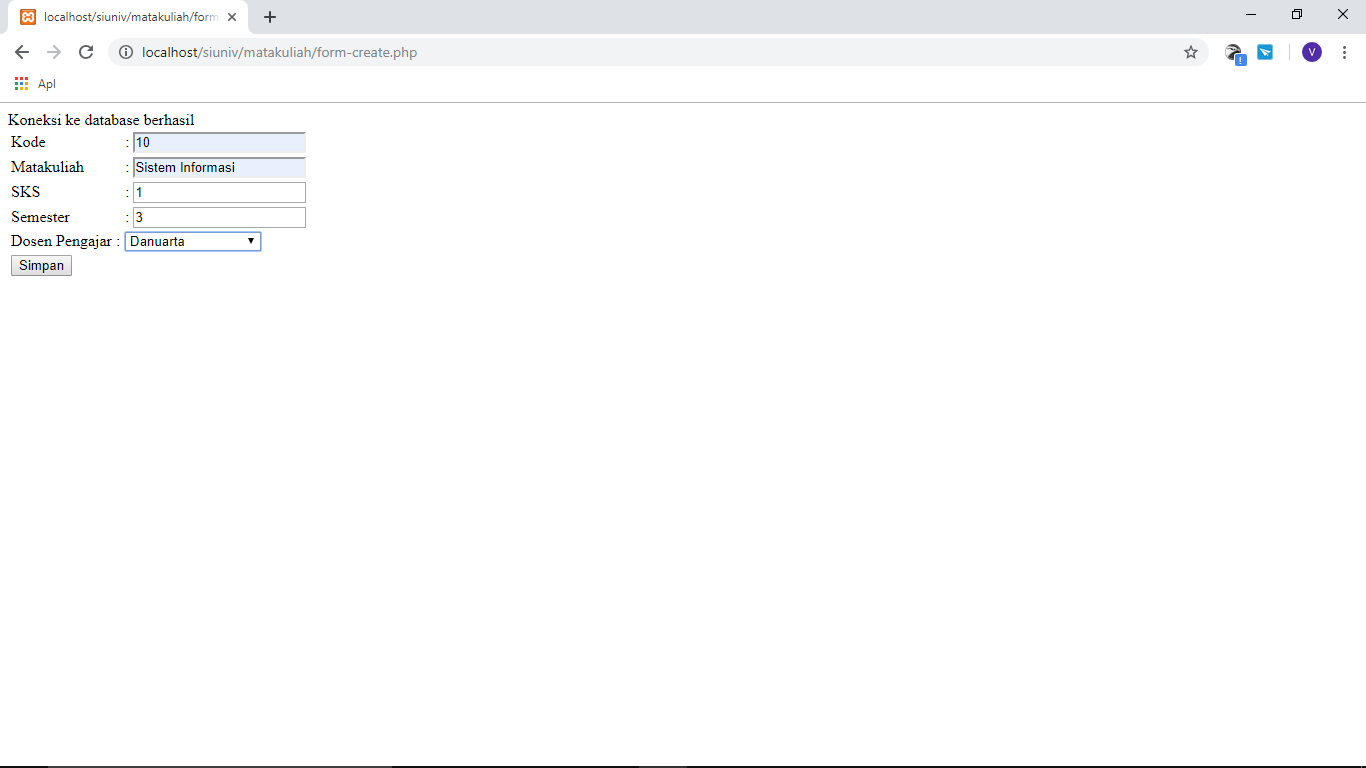 localhost/siuniv/matakuliah/form
localhost/siuniv/matakuliah/form-create.php
V
Apl
Koneksi ke database berhasil
Kode : 10
Matakuliah : Sistem Informasi
SKS : 1
Semester : 3
Dosen Pengajar : Danuarta
Simpan